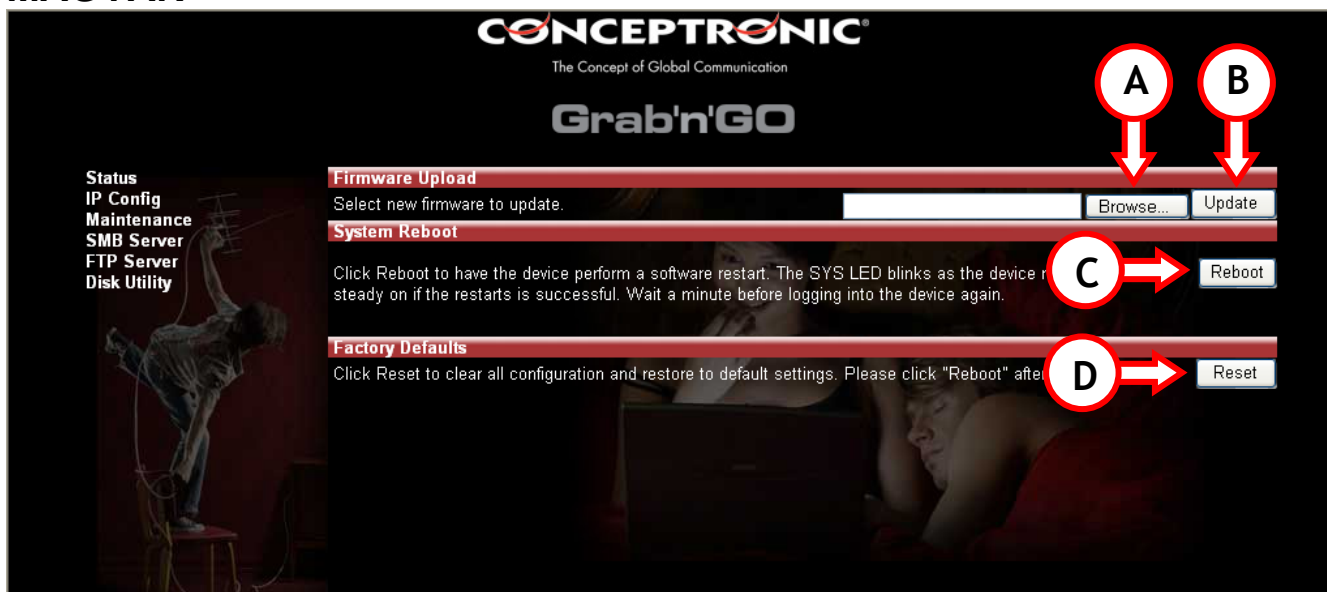 CONCEPTRONIC®
The Concept of Global Communication
Grab'n'GO
A
B
Status
IP Config
Maintenance
SMB Server
FTP Server
Disk Utility
Firmware Upload
Select new firmware to update.
Browse...
Update
System Reboot
Click Reboot to have the device perform a software restart. The SYS LED blinks as the device
steady on if the restarts is successful. Wait a minute before logging into the device again.
C
Reboot
Factory Defaults
Click Reset to clear all configuration and restore to default settings. Please click "Reboot" after
D
Reset